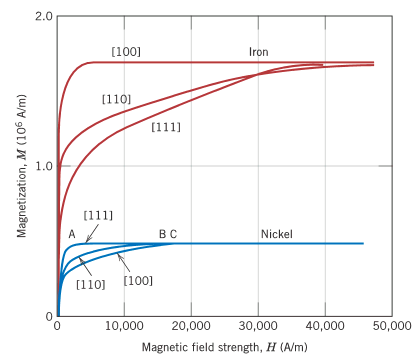 2.0
[100]
Iron
[110]
[111]
Magnetization, M (10⁶ A/m)
1.0
[111]
A
B C
Nickel
[110]
[100]
0
0
10,000
20,000
30,000
40,000
50,000
Magnetic field strength, H (A/m)